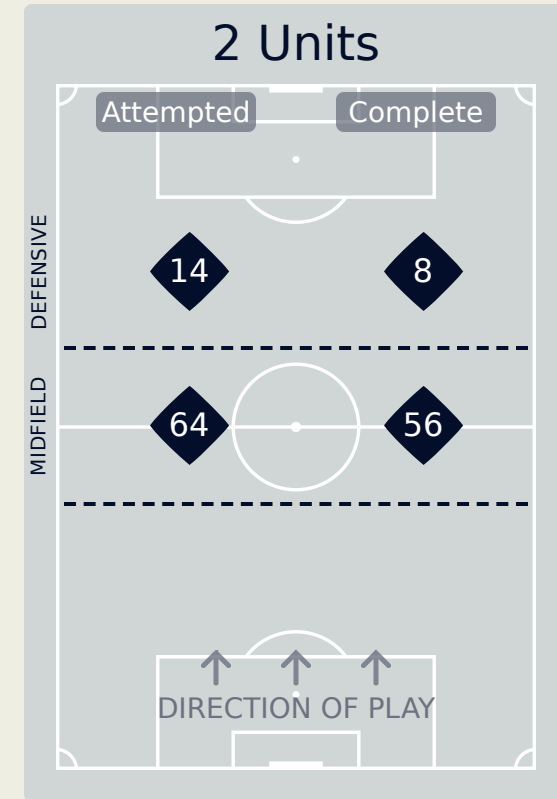 2 Units
Attempted Complete
DEFENSIVE
14 8
MIDFIELD
64 56
DIRECTION OF PLAY